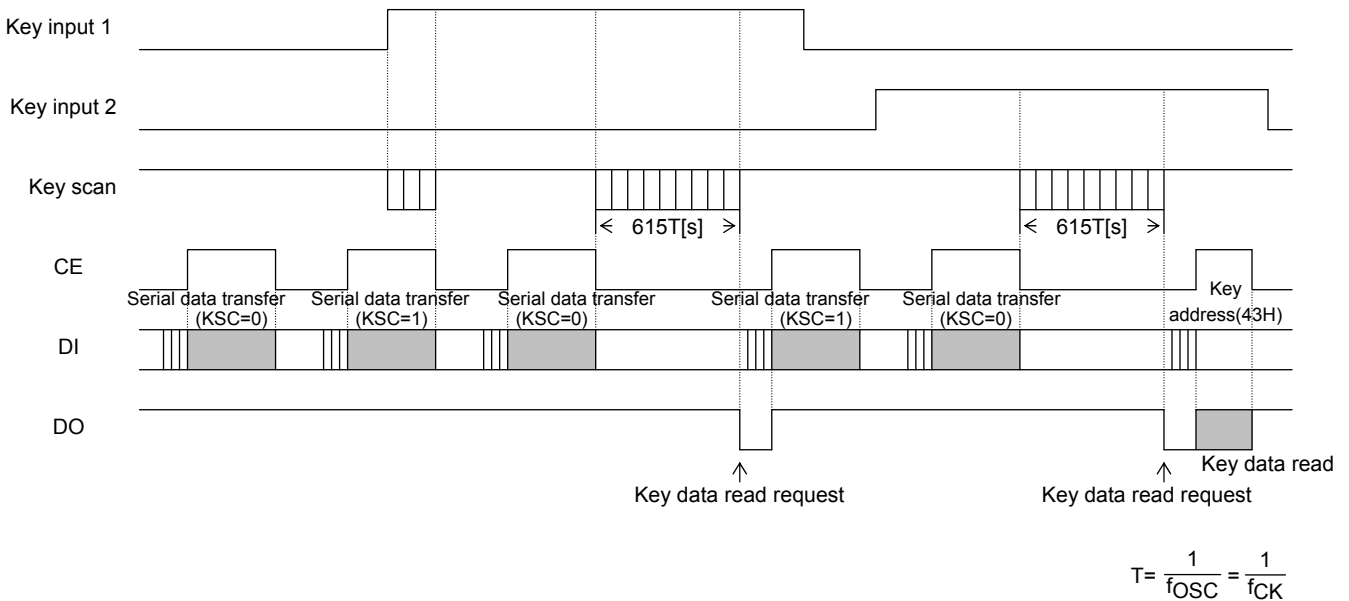 Key input 1
Key input 2
Key scan
615T[s]
615T[s]
CE
Serial data transfer
(KSC=0)
Serial data transfer
(KSC=1)
Serial data transfer
(KSC=0)
Serial data transfer
(KSC=1)
Serial data transfer
(KSC=0)
Key
address(43H)
DI
DO
Key data read
Key data read request
Key data read request
T= 1/fOSC = 1/fCK